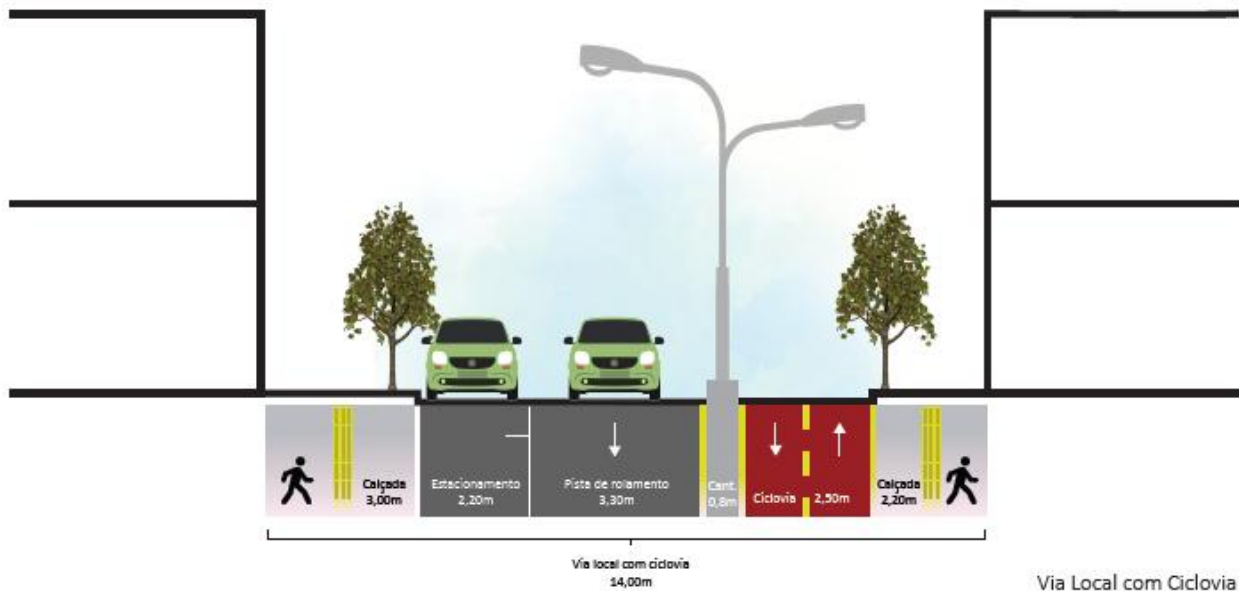 Calçada
3,00m
Estacionamento
2,20m
Pista de rolamento
3,30m
Cant.
0,8m
Ciclovia 2,50m
Calçada
2,20m
Via local com ciclovia
14,00m
Via Local com Ciclovia